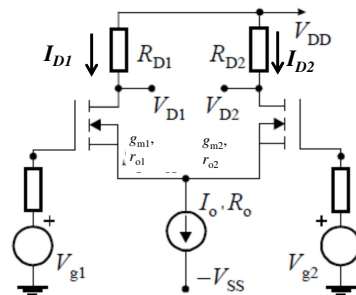 V_DD
I_D1 R_D1 R_D2 I_D2
V_D1 V_D2
g_m1, g_m2,
r_o1 r_o2
I_o, R_o
V_g1 V_g2
−V_SS